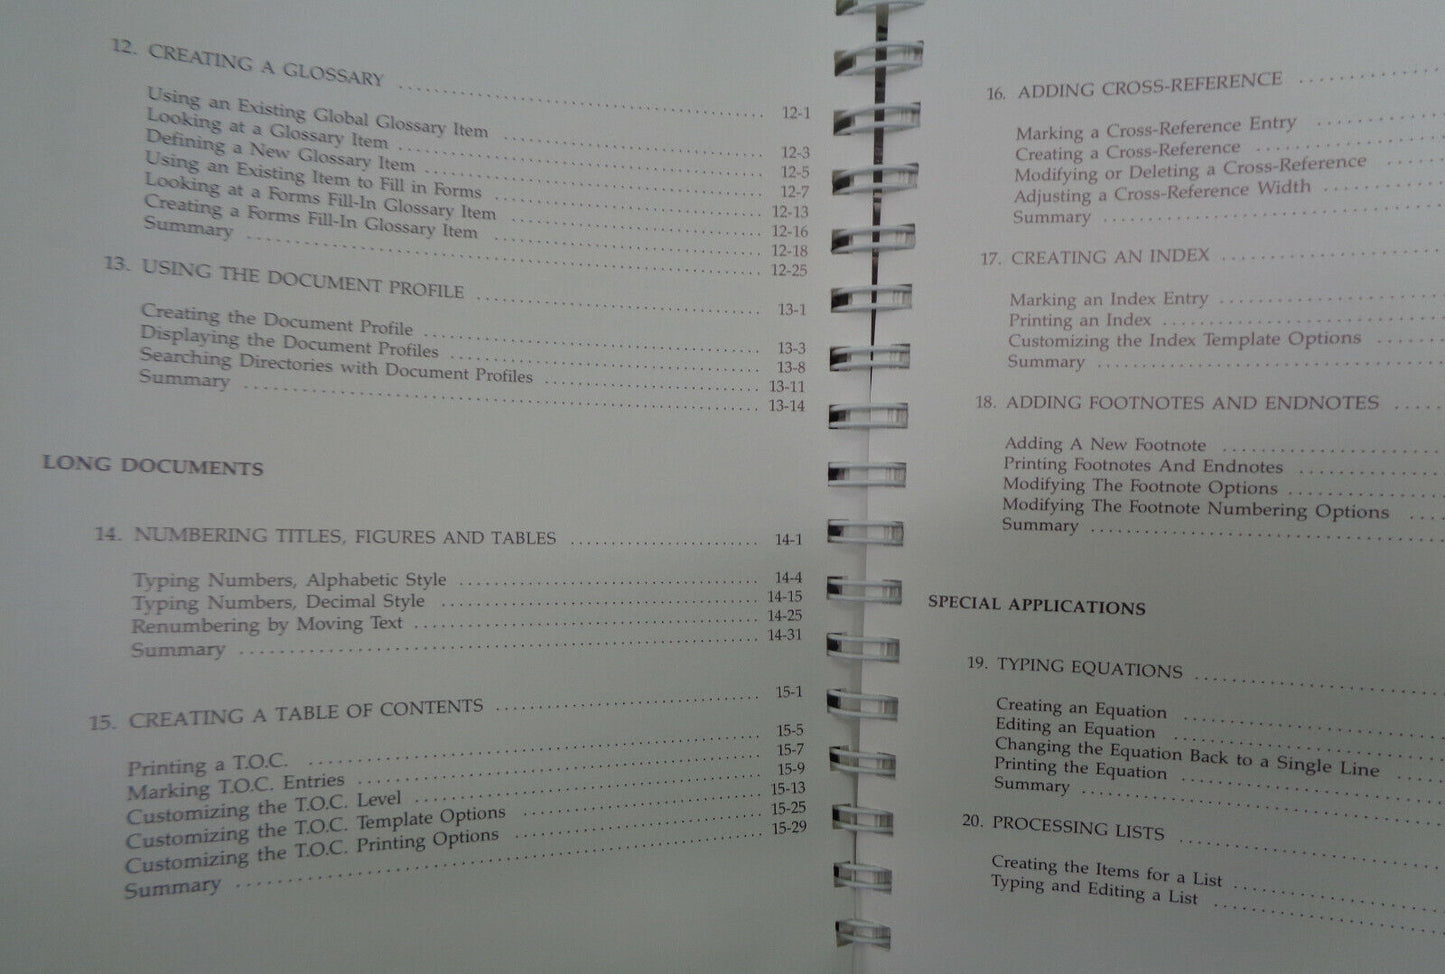 12. CREATING A GLOSSARY 12-1
Using an Existing Global Glossary Item 12-3
Looking at a Glossary Item 12-5
Defining a New Glossary Item 12-7
Using an Existing Item to Fill in Forms 12-13
Looking at a Forms Fill-In Glossary Item 12-16
Creating a Forms Fill-In Glossary Item 12-18
Summary 12-25
13. USING THE DOCUMENT PROFILE 13-1
Creating the Document Profile 13-3
Displaying the Document Profiles 13-8
Searching Directories with Document Profiles 13-11
Summary 13-14
LONG DOCUMENTS
14. NUMBERING TITLES, FIGURES AND TABLES 14-1
Typing Numbers, Alphabetic Style 14-4
Typing Numbers, Decimal Style 14-15
Renumbering by Moving Text 14-25
Summary 14-31
15. CREATING A TABLE OF CONTENTS 15-1
Printing a T.O.C. 15-5
Marking T.O.C. Entries 15-7
Customizing the T.O.C. Level 15-9
Customizing the T.O.C. Template Options 15-13
Customizing the T.O.C. Printing Options 15-25
Summary 15-29
16. ADDING CROSS-REFERENCE
Marking a Cross-Reference Entry
Creating a Cross-Reference
Modifying or Deleting a Cross-Reference
Adjusting a Cross-Reference Width
Summary
17. CREATING AN INDEX
Marking an Index Entry
Printing an Index
Customizing the Index Template Options
Summary
18. ADDING FOOTNOTES AND ENDNOTES
Adding A New Footnote
Printing Footnotes And Endnotes
Modifying The Footnote Options
Modifying The Footnote Numbering Options
Summary
SPECIAL APPLICATIONS
19. TYPING EQUATIONS
Creating an Equation
Editing an Equation
Changing the Equation Back to a Single Line
Printing the Equation
Summary
20. PROCESSING LISTS
Creating the Items for a List
Typing and Editing a List